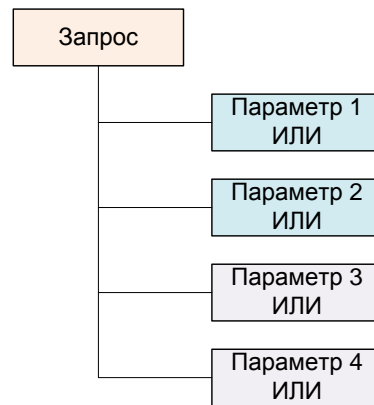 Запрос
Параметр 1
ИЛИ
Параметр 2
ИЛИ
Параметр 3
ИЛИ
Параметр 4
ИЛИ